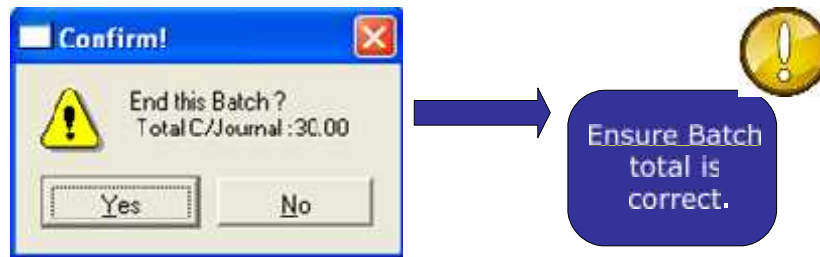 Confirm!
End this Batch ?
Total C/Journal :30.00
Yes
No
Ensure Batch
total is
correct.